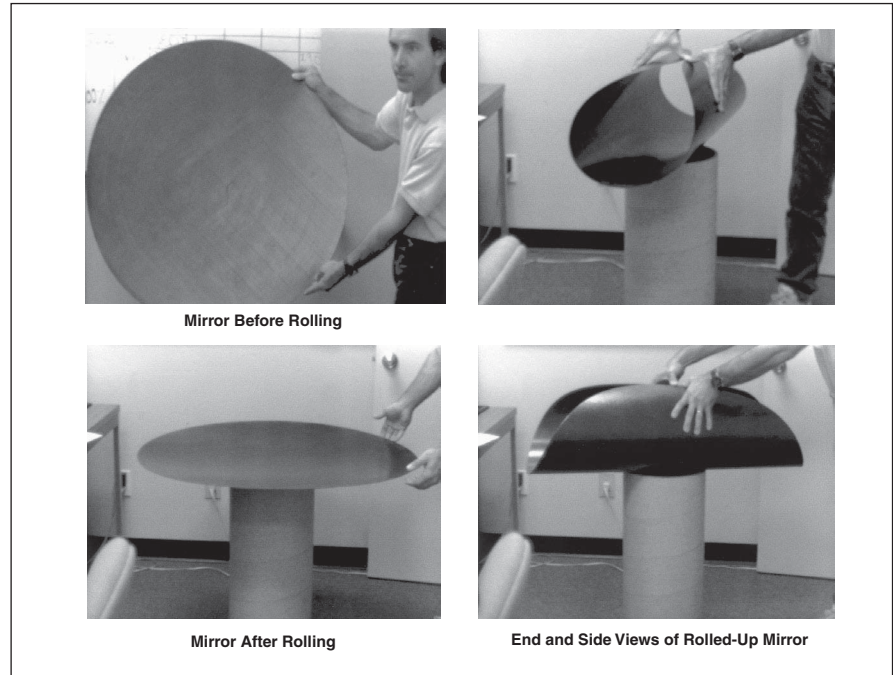 Mirror Before Rolling
Mirror After Rolling
End and Side Views of Rolled-Up Mirror